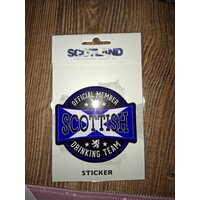 SCOTLAND
OFFICIAL MEMBER
SCOTTISH
DRINKING TEAM
STICKER